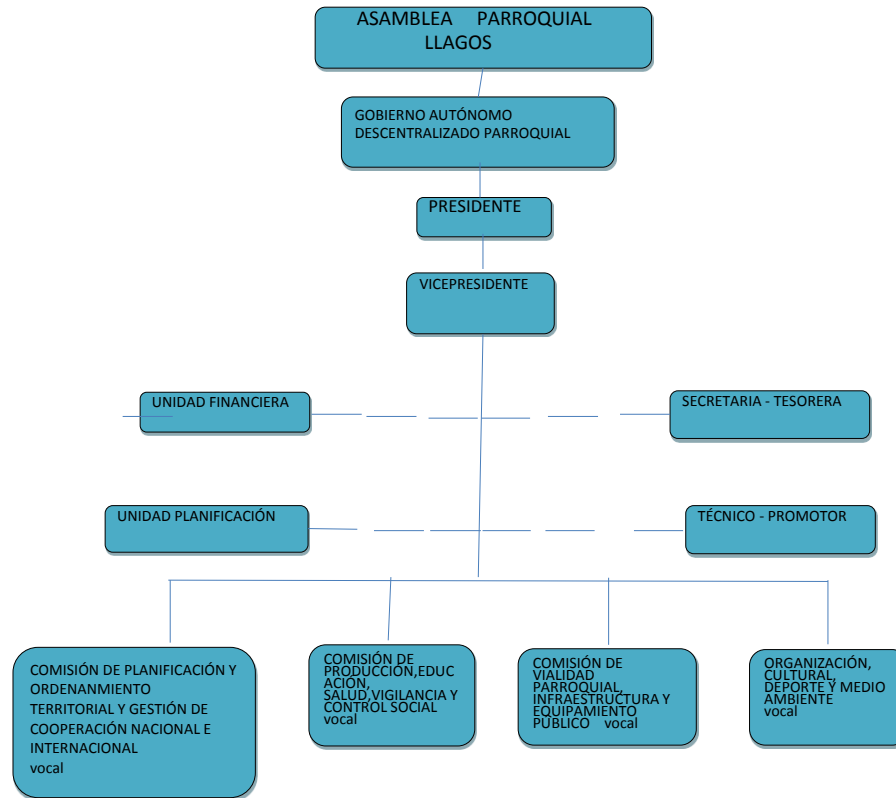 ASAMBLEA PARROQUIAL
LLAGOS
GOBIERNO AUTÓNOMO
DESCENTRALIZADO PARROQUIAL
PRESIDENTE
VICEPRESIDENTE
UNIDAD FINANCIERA
SECRETARIA - TESORERA
UNIDAD PLANIFICACIÓN
TÉCNICO - PROMOTOR
COMISIÓN DE PLANIFICACIÓN Y
ORDENANMIENTO
TERRITORIAL Y GESTIÓN DE
COOPERACIÓN NACIONAL E
INTERNACIONAL
vocal
COMISIÓN DE
PRODUCCIÓN,EDUC
ACIÓN,
SALUD,VIGILANCIA Y
CONTROL SOCIAL
vocal
COMISIÓN DE
VIALIDAD
PARROQUIAL,
INFRAESTRUCTURA Y
EQUIPAMIENTO
PÚBLICO vocal
ORGANIZACIÓN,
CULTURAL,
DEPORTE Y MEDIO
AMBIENTE
vocal